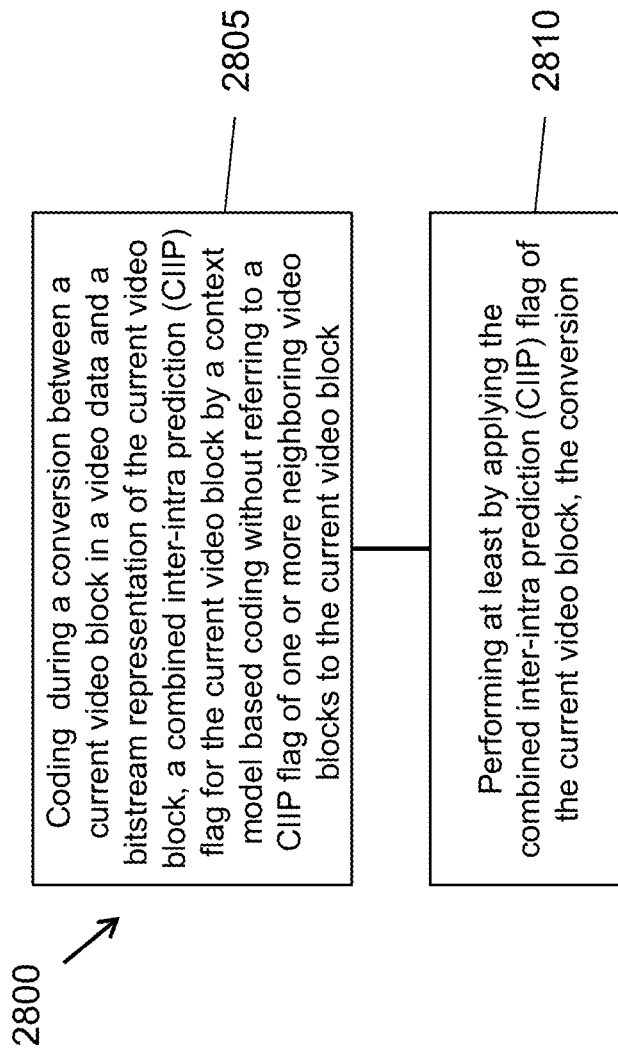 2800
Coding during a conversion between a
current video block in a video data and a
bitstream representation of the current video
block, a combined inter-intra prediction (CIIP)
flag for the current video block by a context
model based coding without referring to a
CIIP flag of one or more neighboring video
blocks to the current video block
2805
Performing at least by applying the
combined inter-intra prediction (CIIP) flag of
the current video block, the conversion
2810